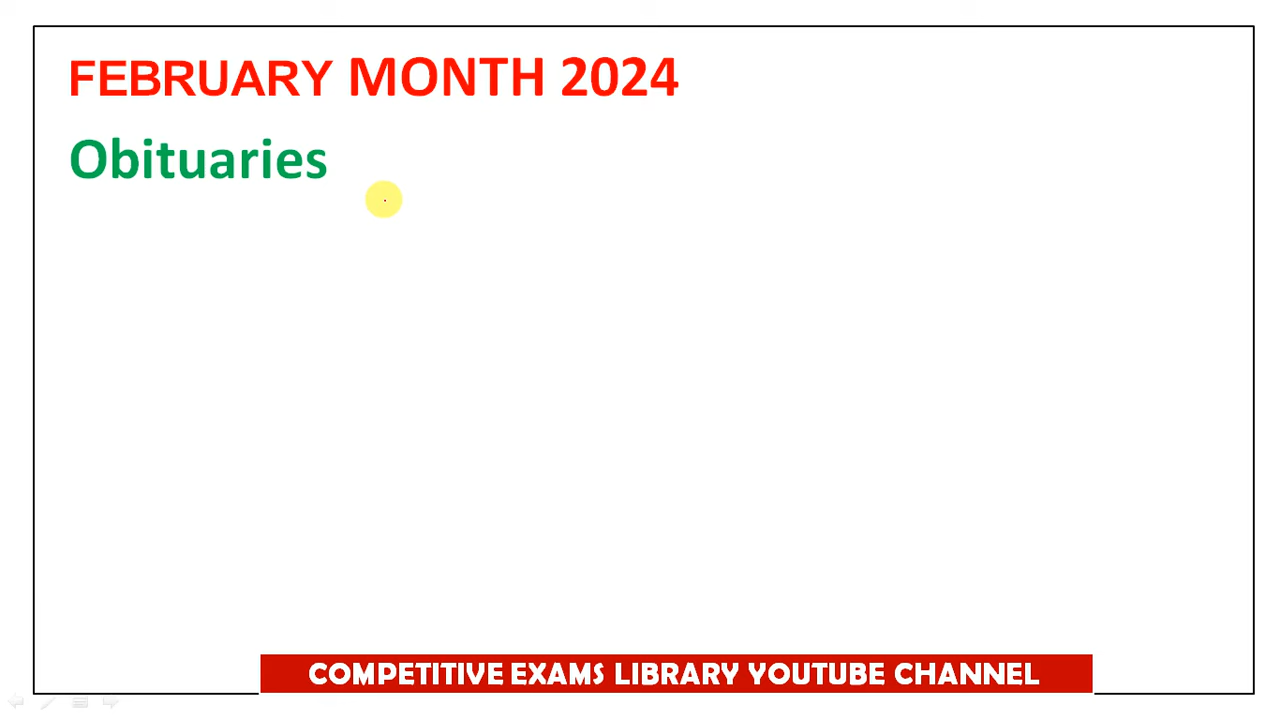 FEBRUARY MONTH 2024
Obituaries
COMPETITIVE EXAMS LIBRARY YOUTUBE CHANNEL